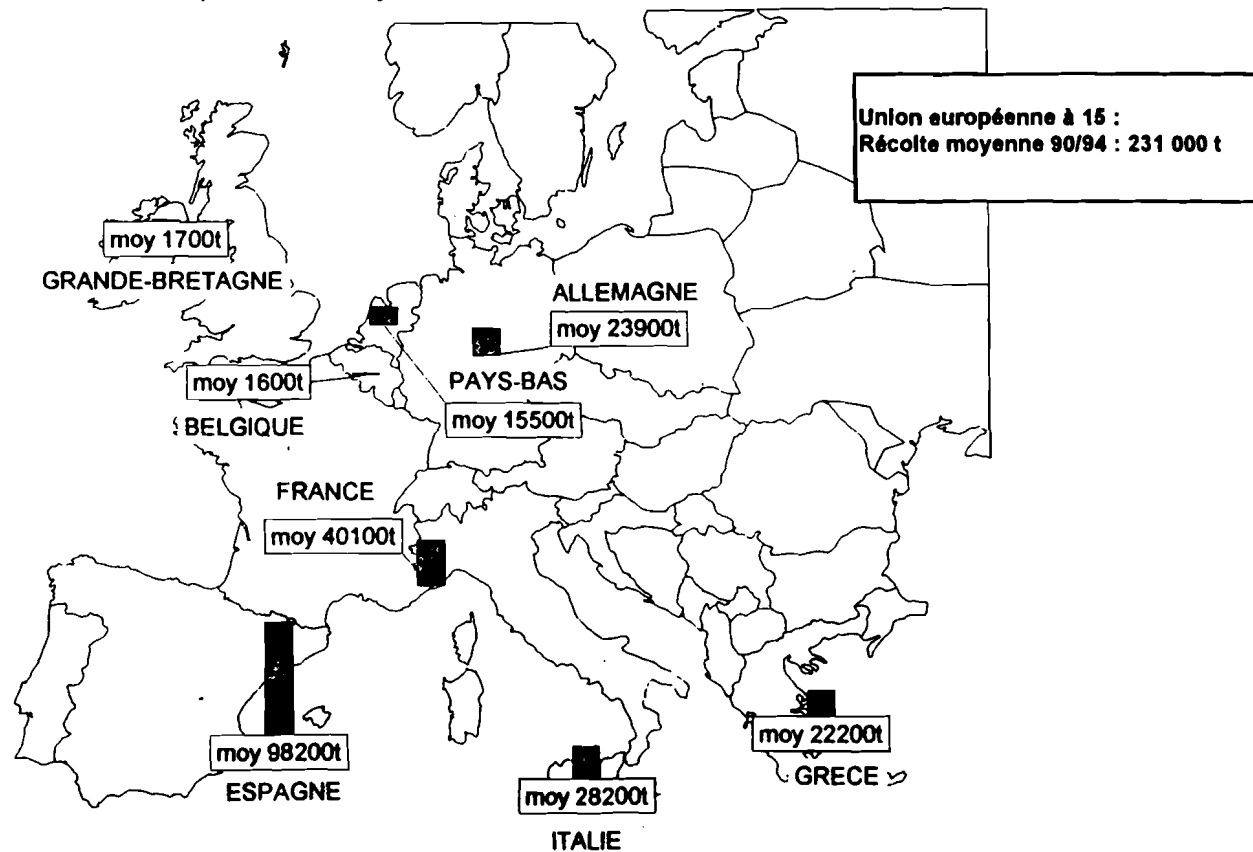 Union européenne à 15 :
Récolte moyenne 90/94 : 231 000 t
moy 1700t
GRANDE-BRETAGNE
ALLEMAGNE
moy 23900t
moy 1600t
PAYS-BAS
BELGIQUE
moy 15500t
FRANCE
moy 40100t
moy 98200t
ESPAGNE
moy 22200t
GRECE
moy 28200t
ITALIE